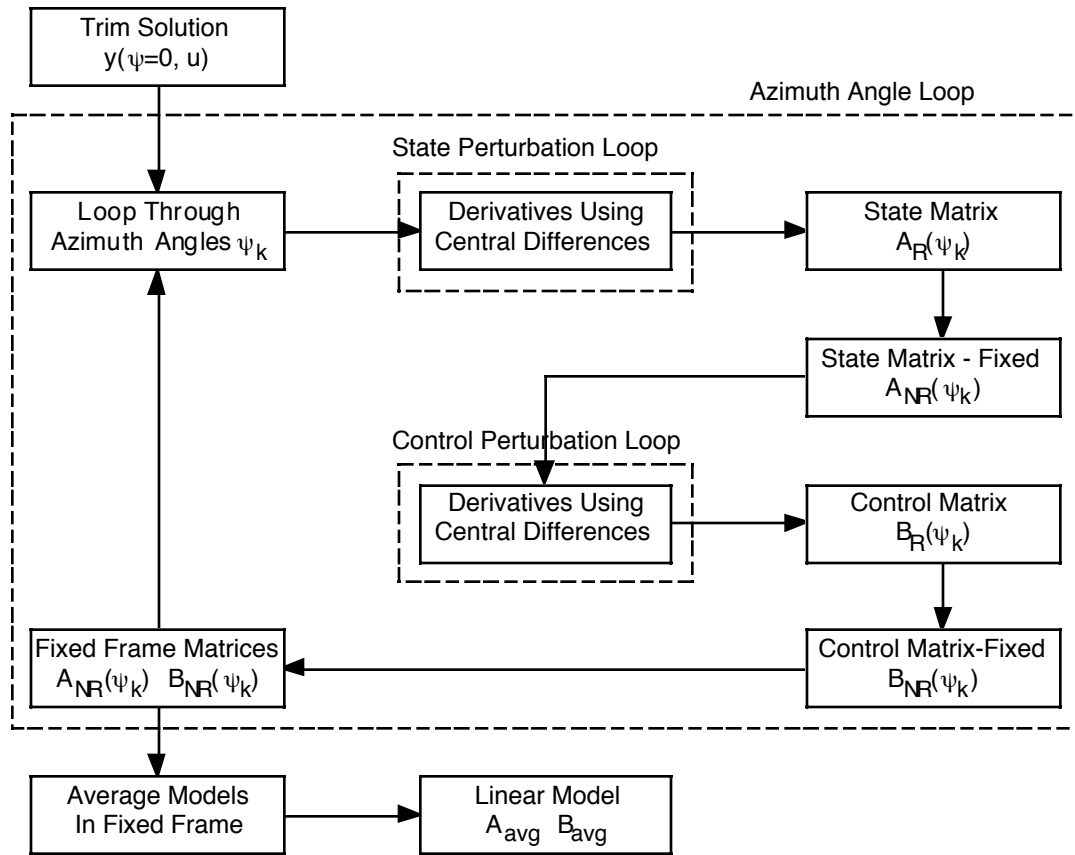 Trim Solution
y(ψ=0, u)
Azimuth Angle Loop
State Perturbation Loop
Loop Through
Azimuth Angles ψk
Derivatives Using
Central Differences
State Matrix
AR(ψk)
State Matrix - Fixed
ANR(ψk)
Control Perturbation Loop
Derivatives Using
Central Differences
Control Matrix
BR(ψk)
Fixed Frame Matrices
ANR(ψk) BNR(ψk)
Control Matrix-Fixed
BNR(ψk)
Average Models
In Fixed Frame
Linear Model
Aavg Bavg